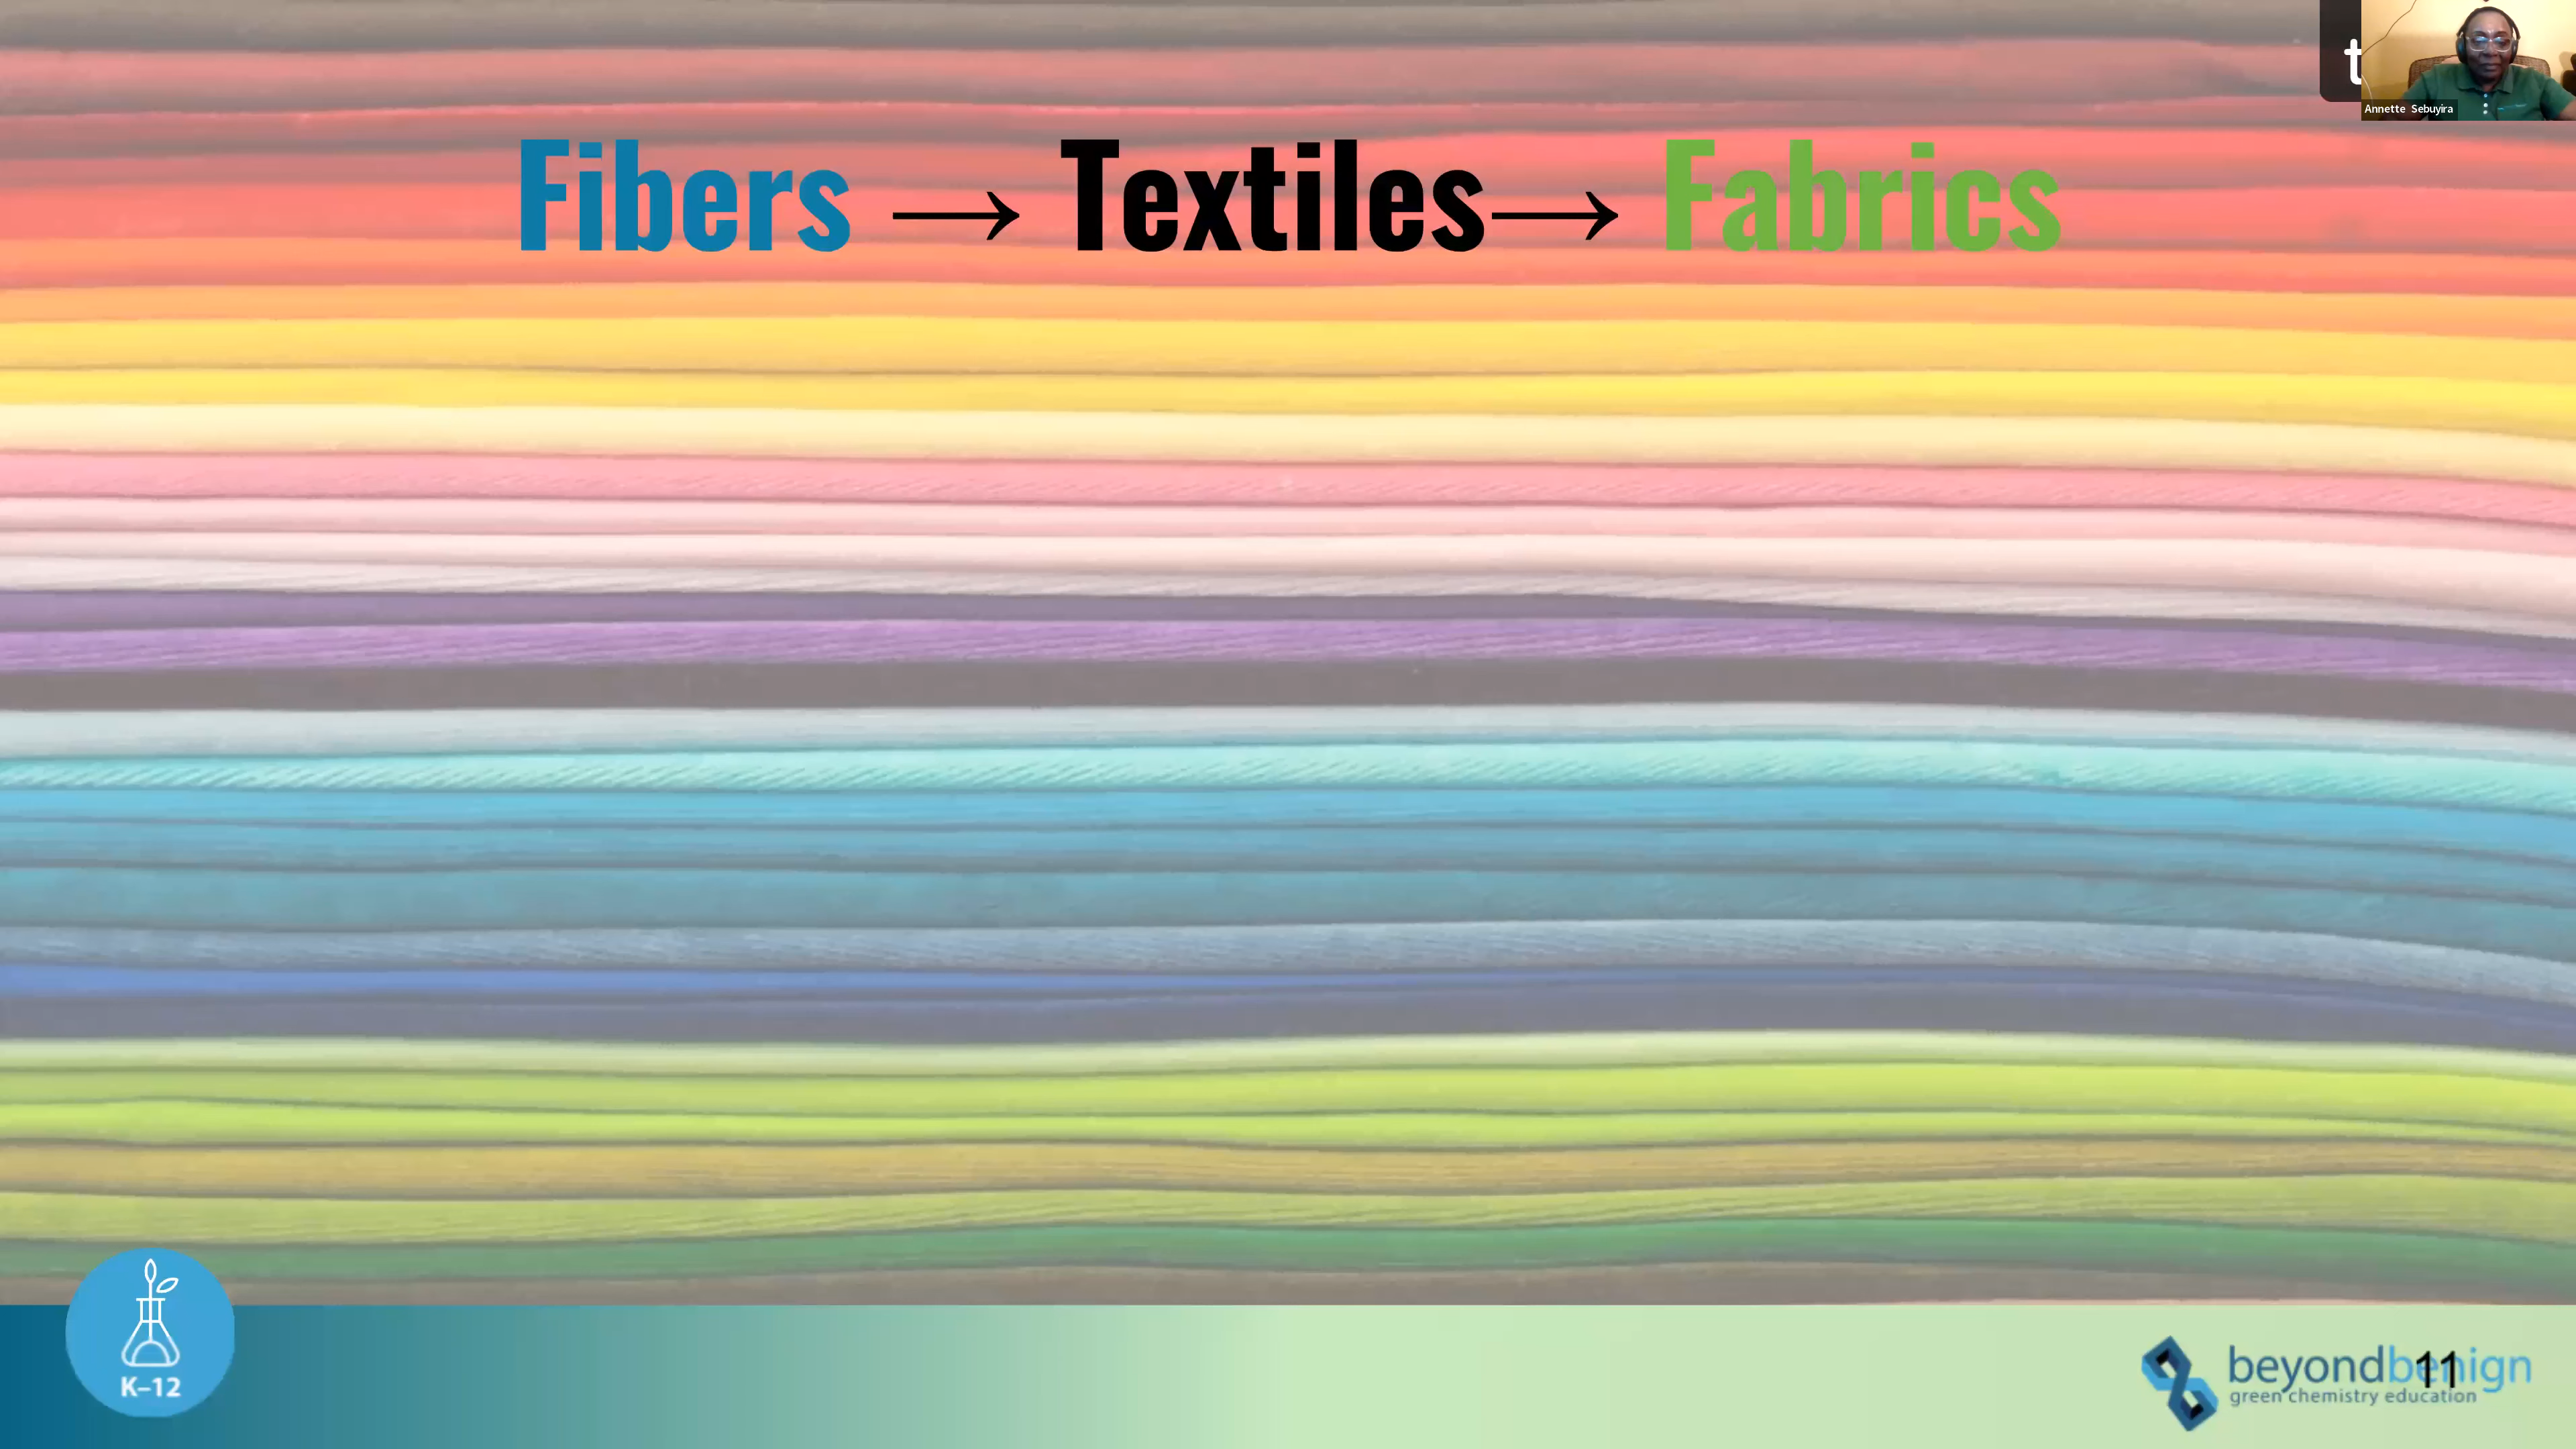 t
Annette Sebuyira
Fibers → Textiles→ Fabrics
K–12
beyondbenign
green chemistry education
11